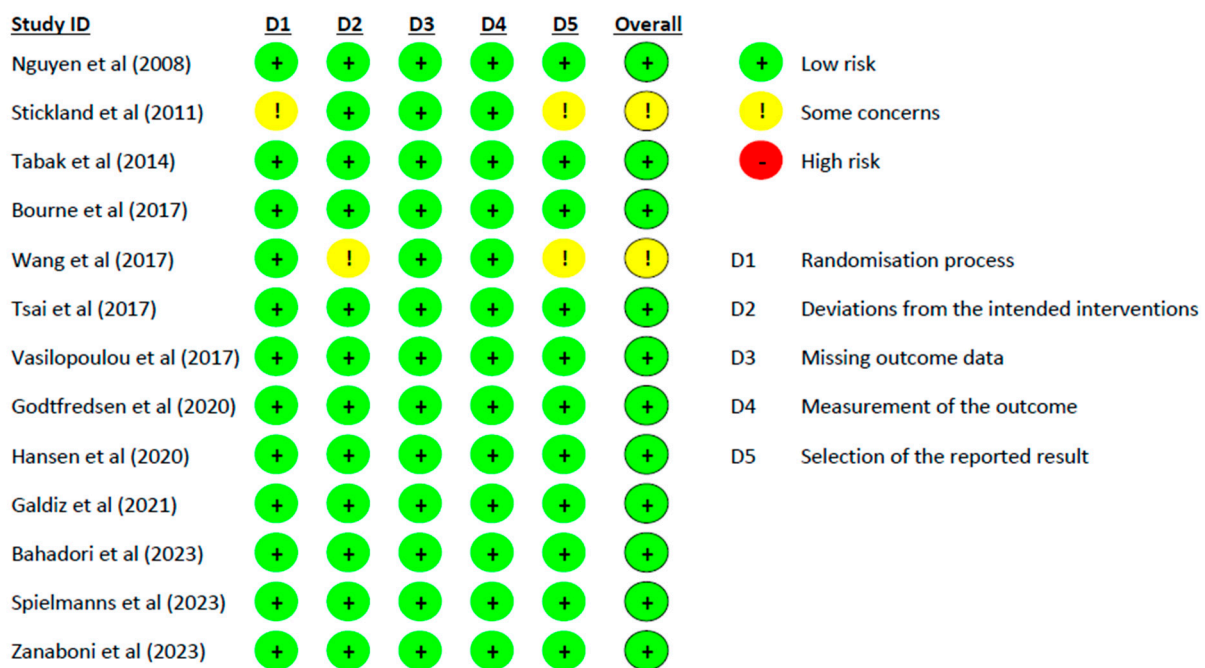 Study ID D1 D2 D3 D4 D5 Overall
Nguyen et al (2008) + + + + + + + Low risk
Stickland et al (2011) ! + + + ! ! ! Some concerns
Tabak et al (2014) + + + + + + - High risk
Bourne et al (2017) + + + + + +
Wang et al (2017) + ! + + ! ! D1 Randomisation process
Tsai et al (2017) + + + + + + D2 Deviations from the intended interventions
Vasilopoulou et al (2017) + + + + + + D3 Missing outcome data
Godtfredsen et al (2020) + + + + + + D4 Measurement of the outcome
Hansen et al (2020) + + + + + + D5 Selection of the reported result
Galdiz et al (2021) + + + + + +
Bahadori et al (2023) + + + + + +
Spielmanns et al (2023) + + + + + +
Zanaboni et al (2023) + + + + + +